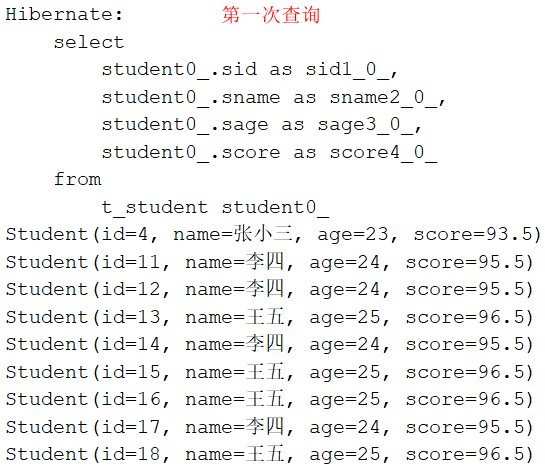 Hibernate: 第一次查询
    select
        student0_.sid as sid1_0_,
        student0_.sname as sname2_0_,
        student0_.sage as sage3_0_,
        student0_.score as score4_0_
    from
        t_student student0_
Student(id=4, name=张小三, age=23, score=93.5)
Student(id=11, name=李四, age=24, score=95.5)
Student(id=12, name=李四, age=24, score=95.5)
Student(id=13, name=王五, age=25, score=96.5)
Student(id=14, name=李四, age=24, score=95.5)
Student(id=15, name=王五, age=25, score=96.5)
Student(id=16, name=王五, age=25, score=96.5)
Student(id=17, name=李四, age=24, score=95.5)
Student(id=18, name=王五, age=25, score=96.5)